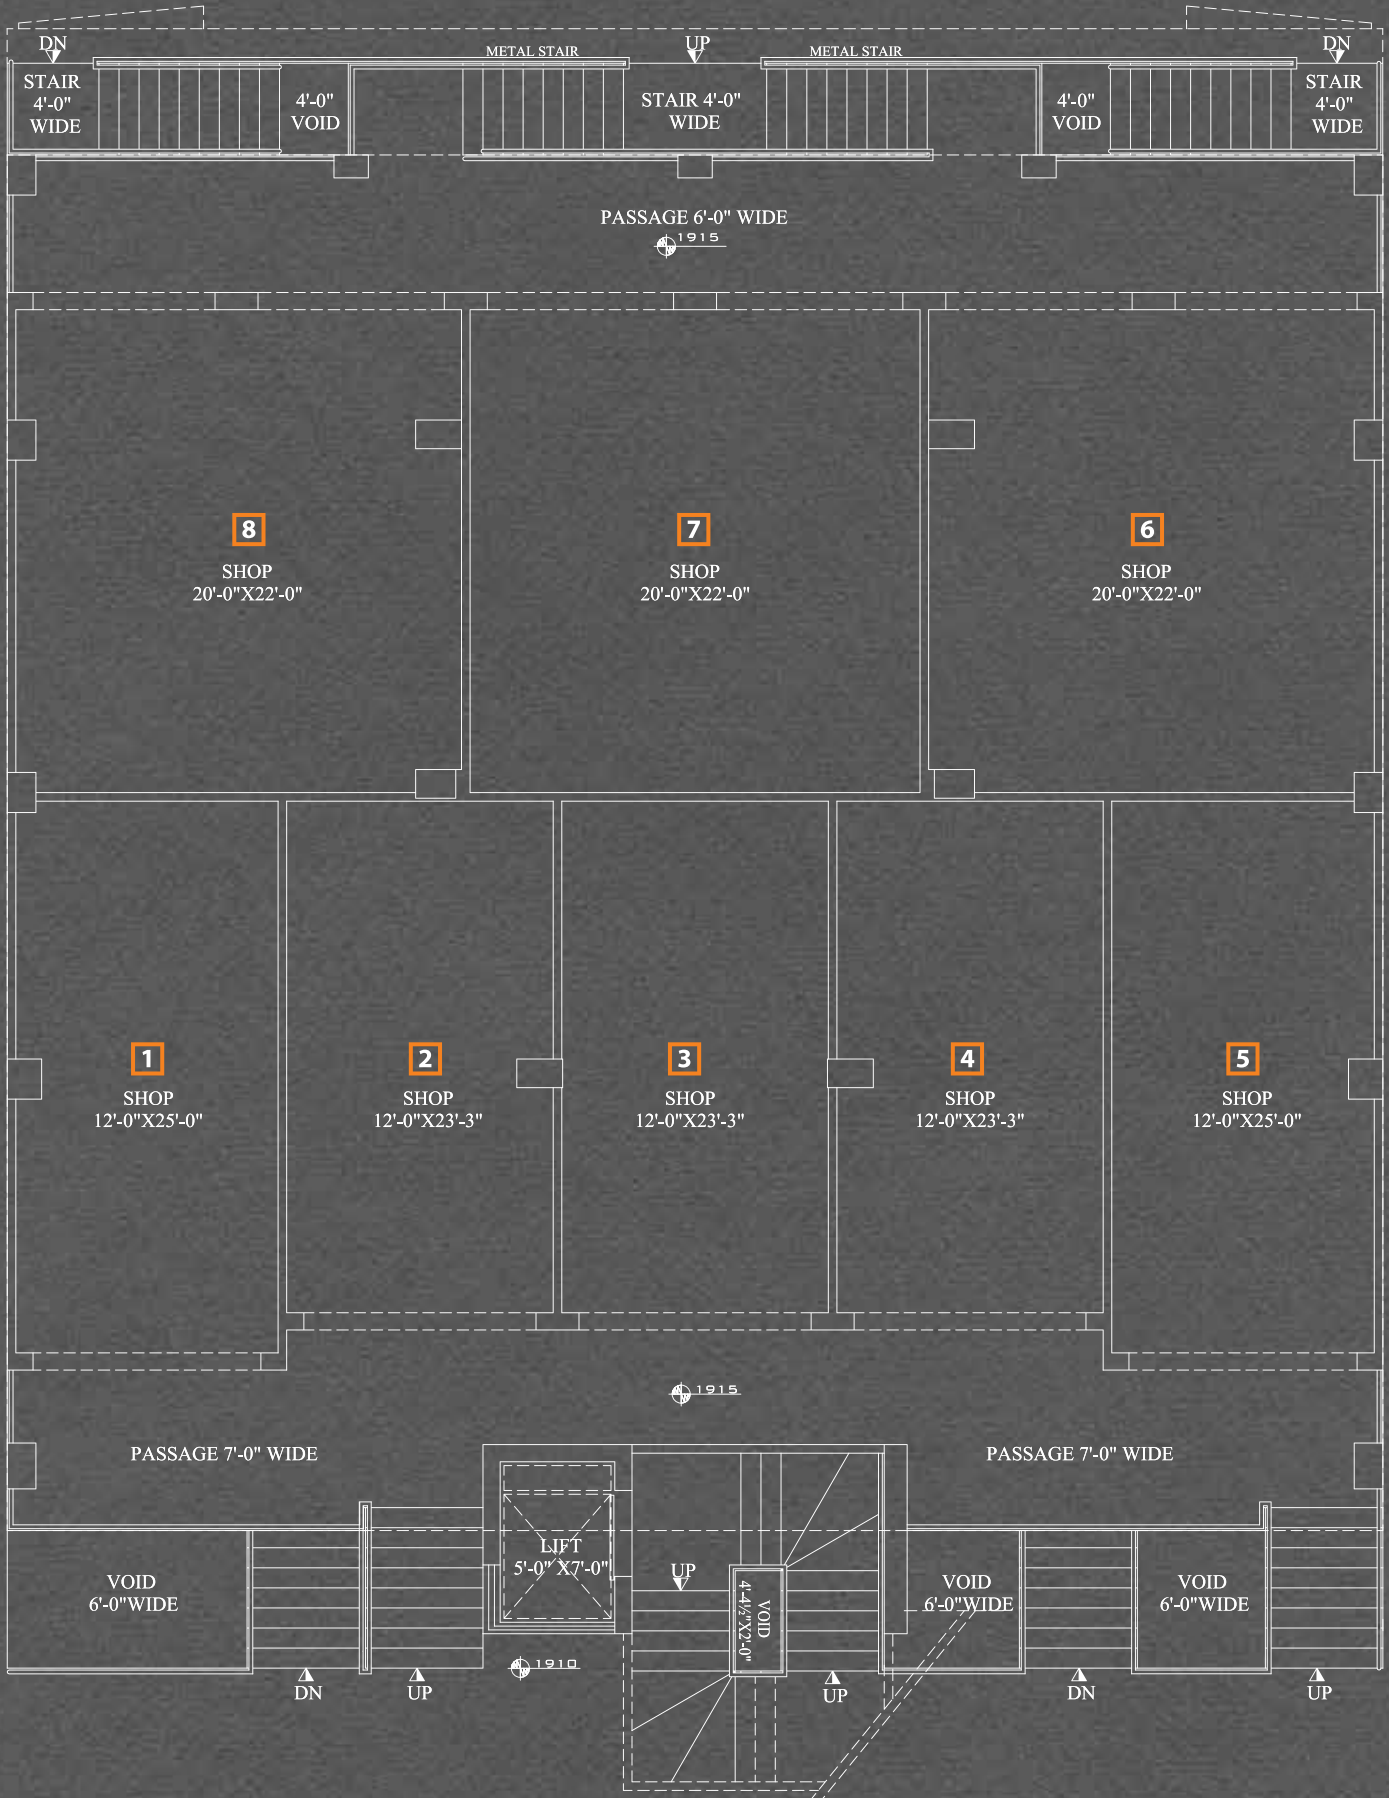 DN
UP
DN
METAL STAIR
METAL STAIR
STAIR
4'-0"
WIDE
4'-0"
VOID
STAIR 4'-0"
WIDE
4'-0"
VOID
STAIR
4'-0"
WIDE
PASSAGE 6'-0" WIDE
1915
8
SHOP
20'-0"X22'-0"
7
SHOP
20'-0"X22'-0"
6
SHOP
20'-0"X22'-0"
1
SHOP
12'-0"X25'-0"
2
SHOP
12'-0"X23'-3"
3
SHOP
12'-0"X23'-3"
4
SHOP
12'-0"X23'-3"
5
SHOP
12'-0"X25'-0"
1915
PASSAGE 7'-0" WIDE
PASSAGE 7'-0" WIDE
LIFT
5'-0" X7'-0"
UP
VOID
6'-0"WIDE
VOID
4'-4½"X2'-0"
VOID
6'-0"WIDE
VOID
6'-0"WIDE
1910
DN
UP
UP
DN
UP